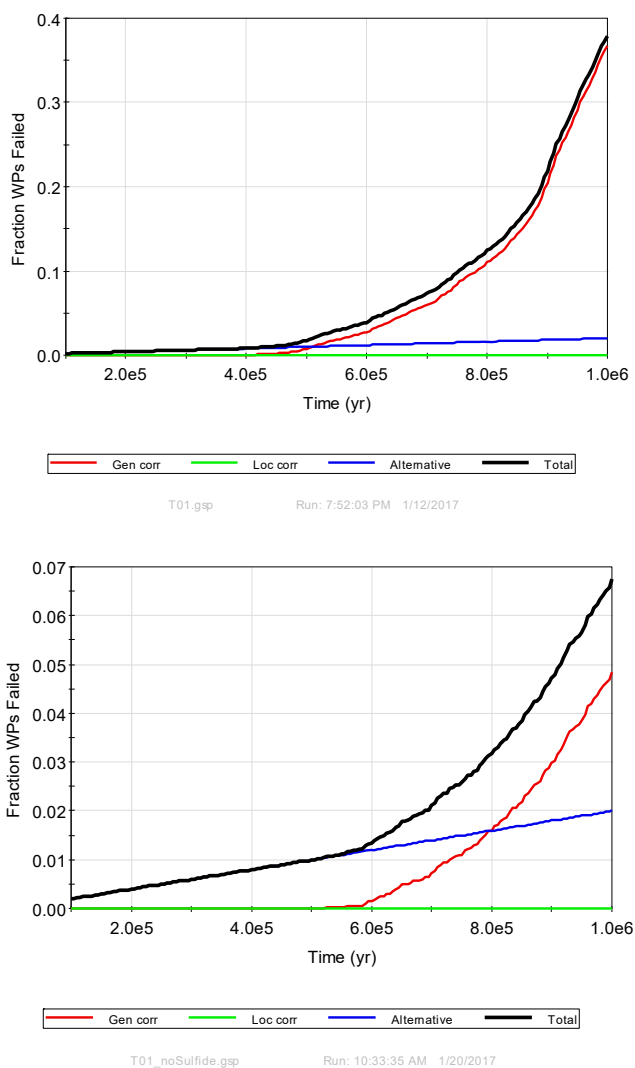 0.4
0.3
0.2
0.1
0.0
Fraction WPs Failed
2.0e5 4.0e5 6.0e5 8.0e5 1.0e6
Time (yr)
Gen corr Loc corr Alternative Total
T01.gsp Run: 7:52:03 PM 1/12/2017
0.07
0.06
0.05
0.04
0.03
0.02
0.01
0.00
Fraction WPs Failed
2.0e5 4.0e5 6.0e5 8.0e5 1.0e6
Time (yr)
Gen corr Loc corr Alternative Total
T01_noSulfide.gsp Run: 10:33:35 AM 1/20/2017